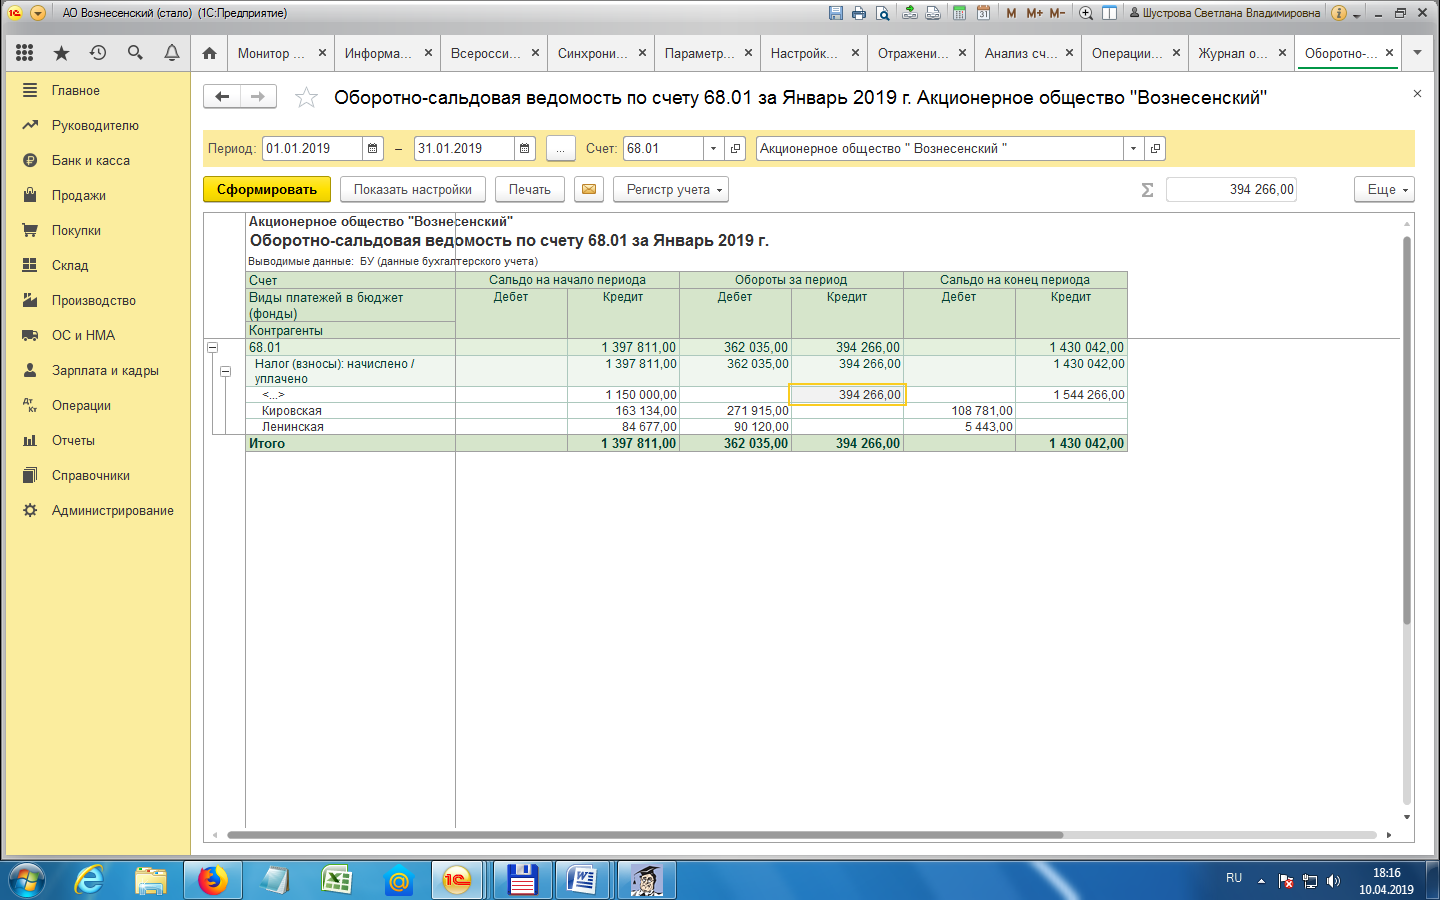 АО Вознесенский (стало) (1С:Предприятие)
M M+ M- Шустрова Светлана Владимировна
Монитор ... Информа... Всеросси... Синхрони... Параметр... Настройк... Отражени... Анализ сч... Операции... Журнал о... Оборотно-...
Главное
Руководителю
Банк и касса
Продажи
Покупки
Склад
Производство
ОС и НМА
Зарплата и кадры
Операции
Отчеты
Справочники
Администрирование
Оборотно-сальдовая ведомость по счету 68.01 за Январь 2019 г. Акционерное общество "Вознесенский"
Период: 01.01.2019 – 31.01.2019 ... Счет: 68.01 Акционерное общество " Вознесенский "
Сформировать Показать настройки Печать Регистр учета Σ 394 266,00 Еще
Акционерное общество "Вознесенский"
Оборотно-сальдовая ведомость по счету 68.01 за Январь 2019 г.
Выводимые данные: БУ (данные бухгалтерского учета)
Счет Сальдо на начало периода Обороты за период Сальдо на конец периода
Виды платежей в бюджет Дебет Кредит Дебет Кредит Дебет Кредит
(фонды)
Контрагенты
68.01 1 397 811,00 362 035,00 394 266,00 1 430 042,00
Налог (взносы): начислено / 1 397 811,00 362 035,00 394 266,00 1 430 042,00
уплачено
<...> 1 150 000,00 394 266,00 1 544 266,00
Кировская 163 134,00 271 915,00 108 781,00
Ленинская 84 677,00 90 120,00 5 443,00
Итого 1 397 811,00 362 035,00 394 266,00 1 430 042,00
RU 18:16
10.04.2019